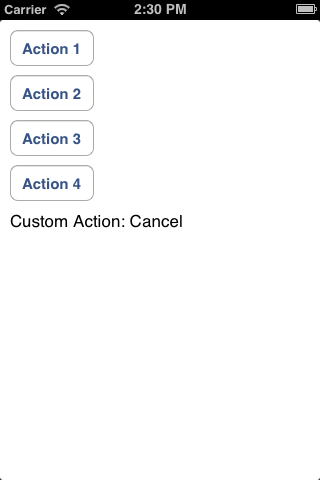 Carrier 2:30 PM
Action 1
Action 2
Action 3
Action 4
Custom Action: Cancel